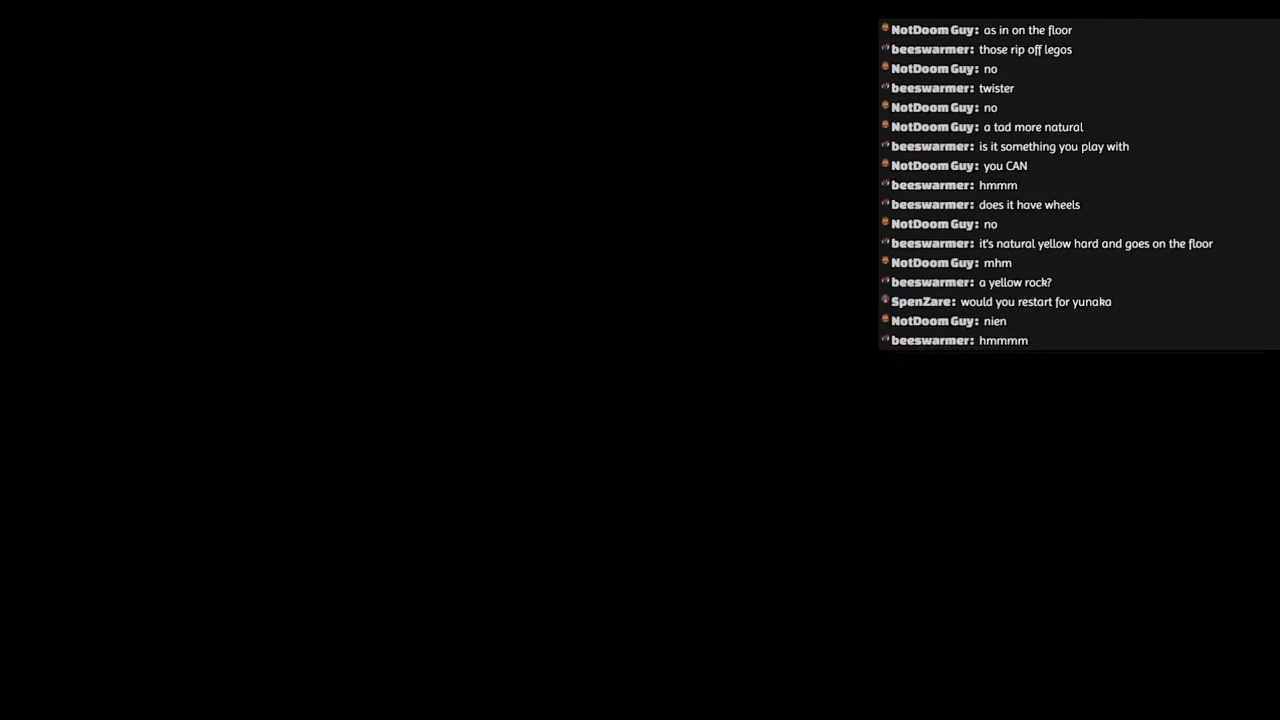 NotDoom Guy: as in on the floor
beeswarmer: those rip off legos
NotDoom Guy: no
beeswarmer: twister
NotDoom Guy: no
NotDoom Guy: a tad more natural
beeswarmer: is it something you play with
NotDoom Guy: you CAN
beeswarmer: hmmm
beeswarmer: does it have wheels
NotDoom Guy: no
beeswarmer: it's natural yellow hard and goes on the floor
NotDoom Guy: mhm
beeswarmer: a yellow rock?
SpenZare: would you restart for yunaka
NotDoom Guy: nien
beeswarmer: hmmmm